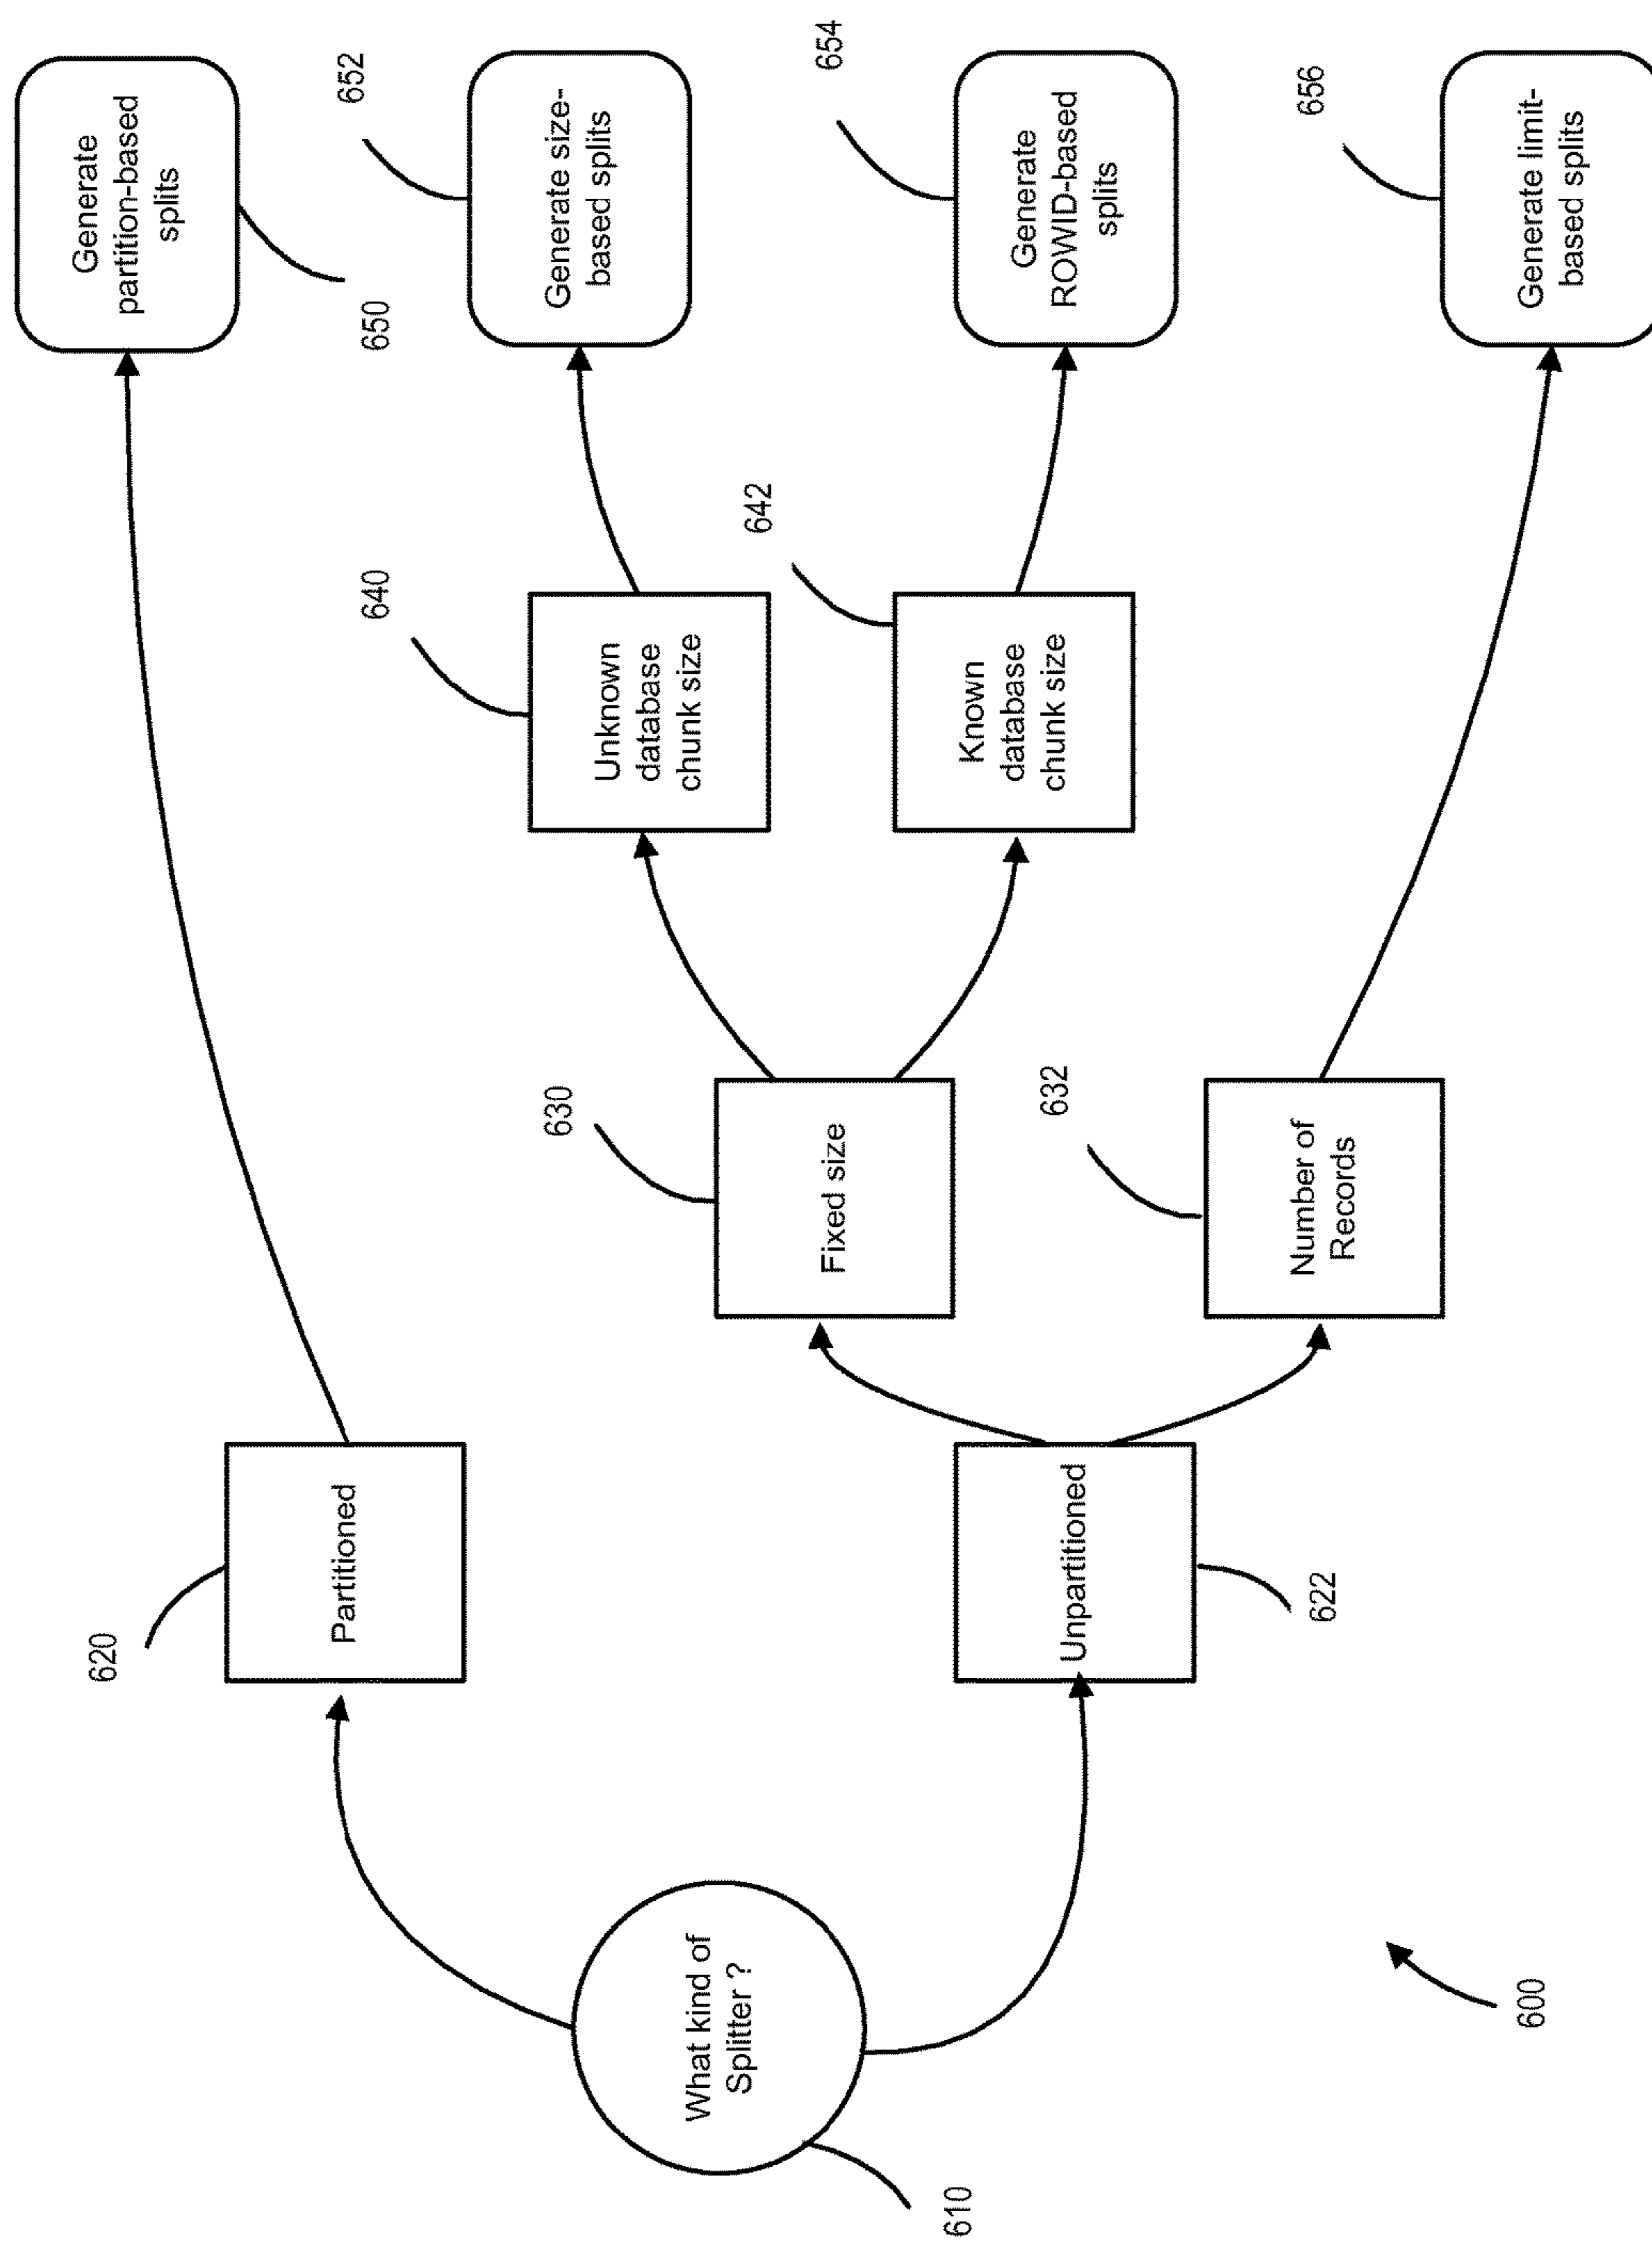 What kind of
Splitter ?
610
Partitioned
620
Unpartitioned
622
Fixed size
630
Number of
Records
632
Unknown
database
chunk size
640
Known
database
chunk size
642
Generate
partition-based
splits
650
Generate size-
based splits
652
Generate
ROWID-based
splits
654
Generate limit-
based splits
656
600